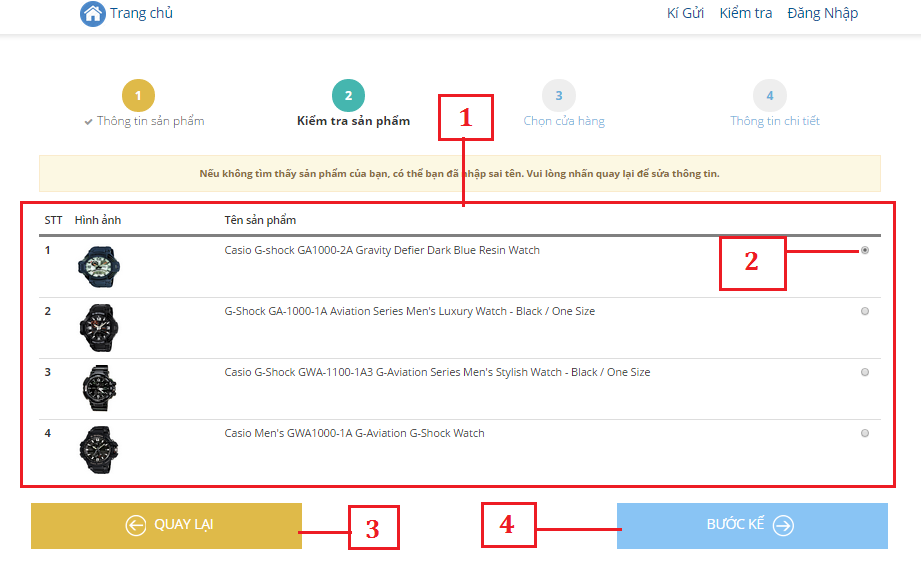 Trang chủ Kí Gửi Kiểm tra Đăng Nhập
1 2 3 4
Thông tin sản phẩm Kiểm tra sản phẩm Chọn cửa hàng Thông tin chi tiết
1
Nếu không tìm thấy sản phẩm của bạn, có thể bạn đã nhập sai tên. Vui lòng nhấn quay lại để sửa thông tin.
STT Hình ảnh Tên sản phẩm
1 Casio G-shock GA1000-2A Gravity Defier Dark Blue Resin Watch
2
2 G-Shock GA-1000-1A Aviation Series Men's Luxury Watch - Black / One Size
3 Casio G-Shock GWA-1100-1A3 G-Aviation Series Men's Stylish Watch - Black / One Size
4 Casio Men's GWA1000-1A G-Aviation G-Shock Watch
QUAY LẠI 3 4 BƯỚC KẾ